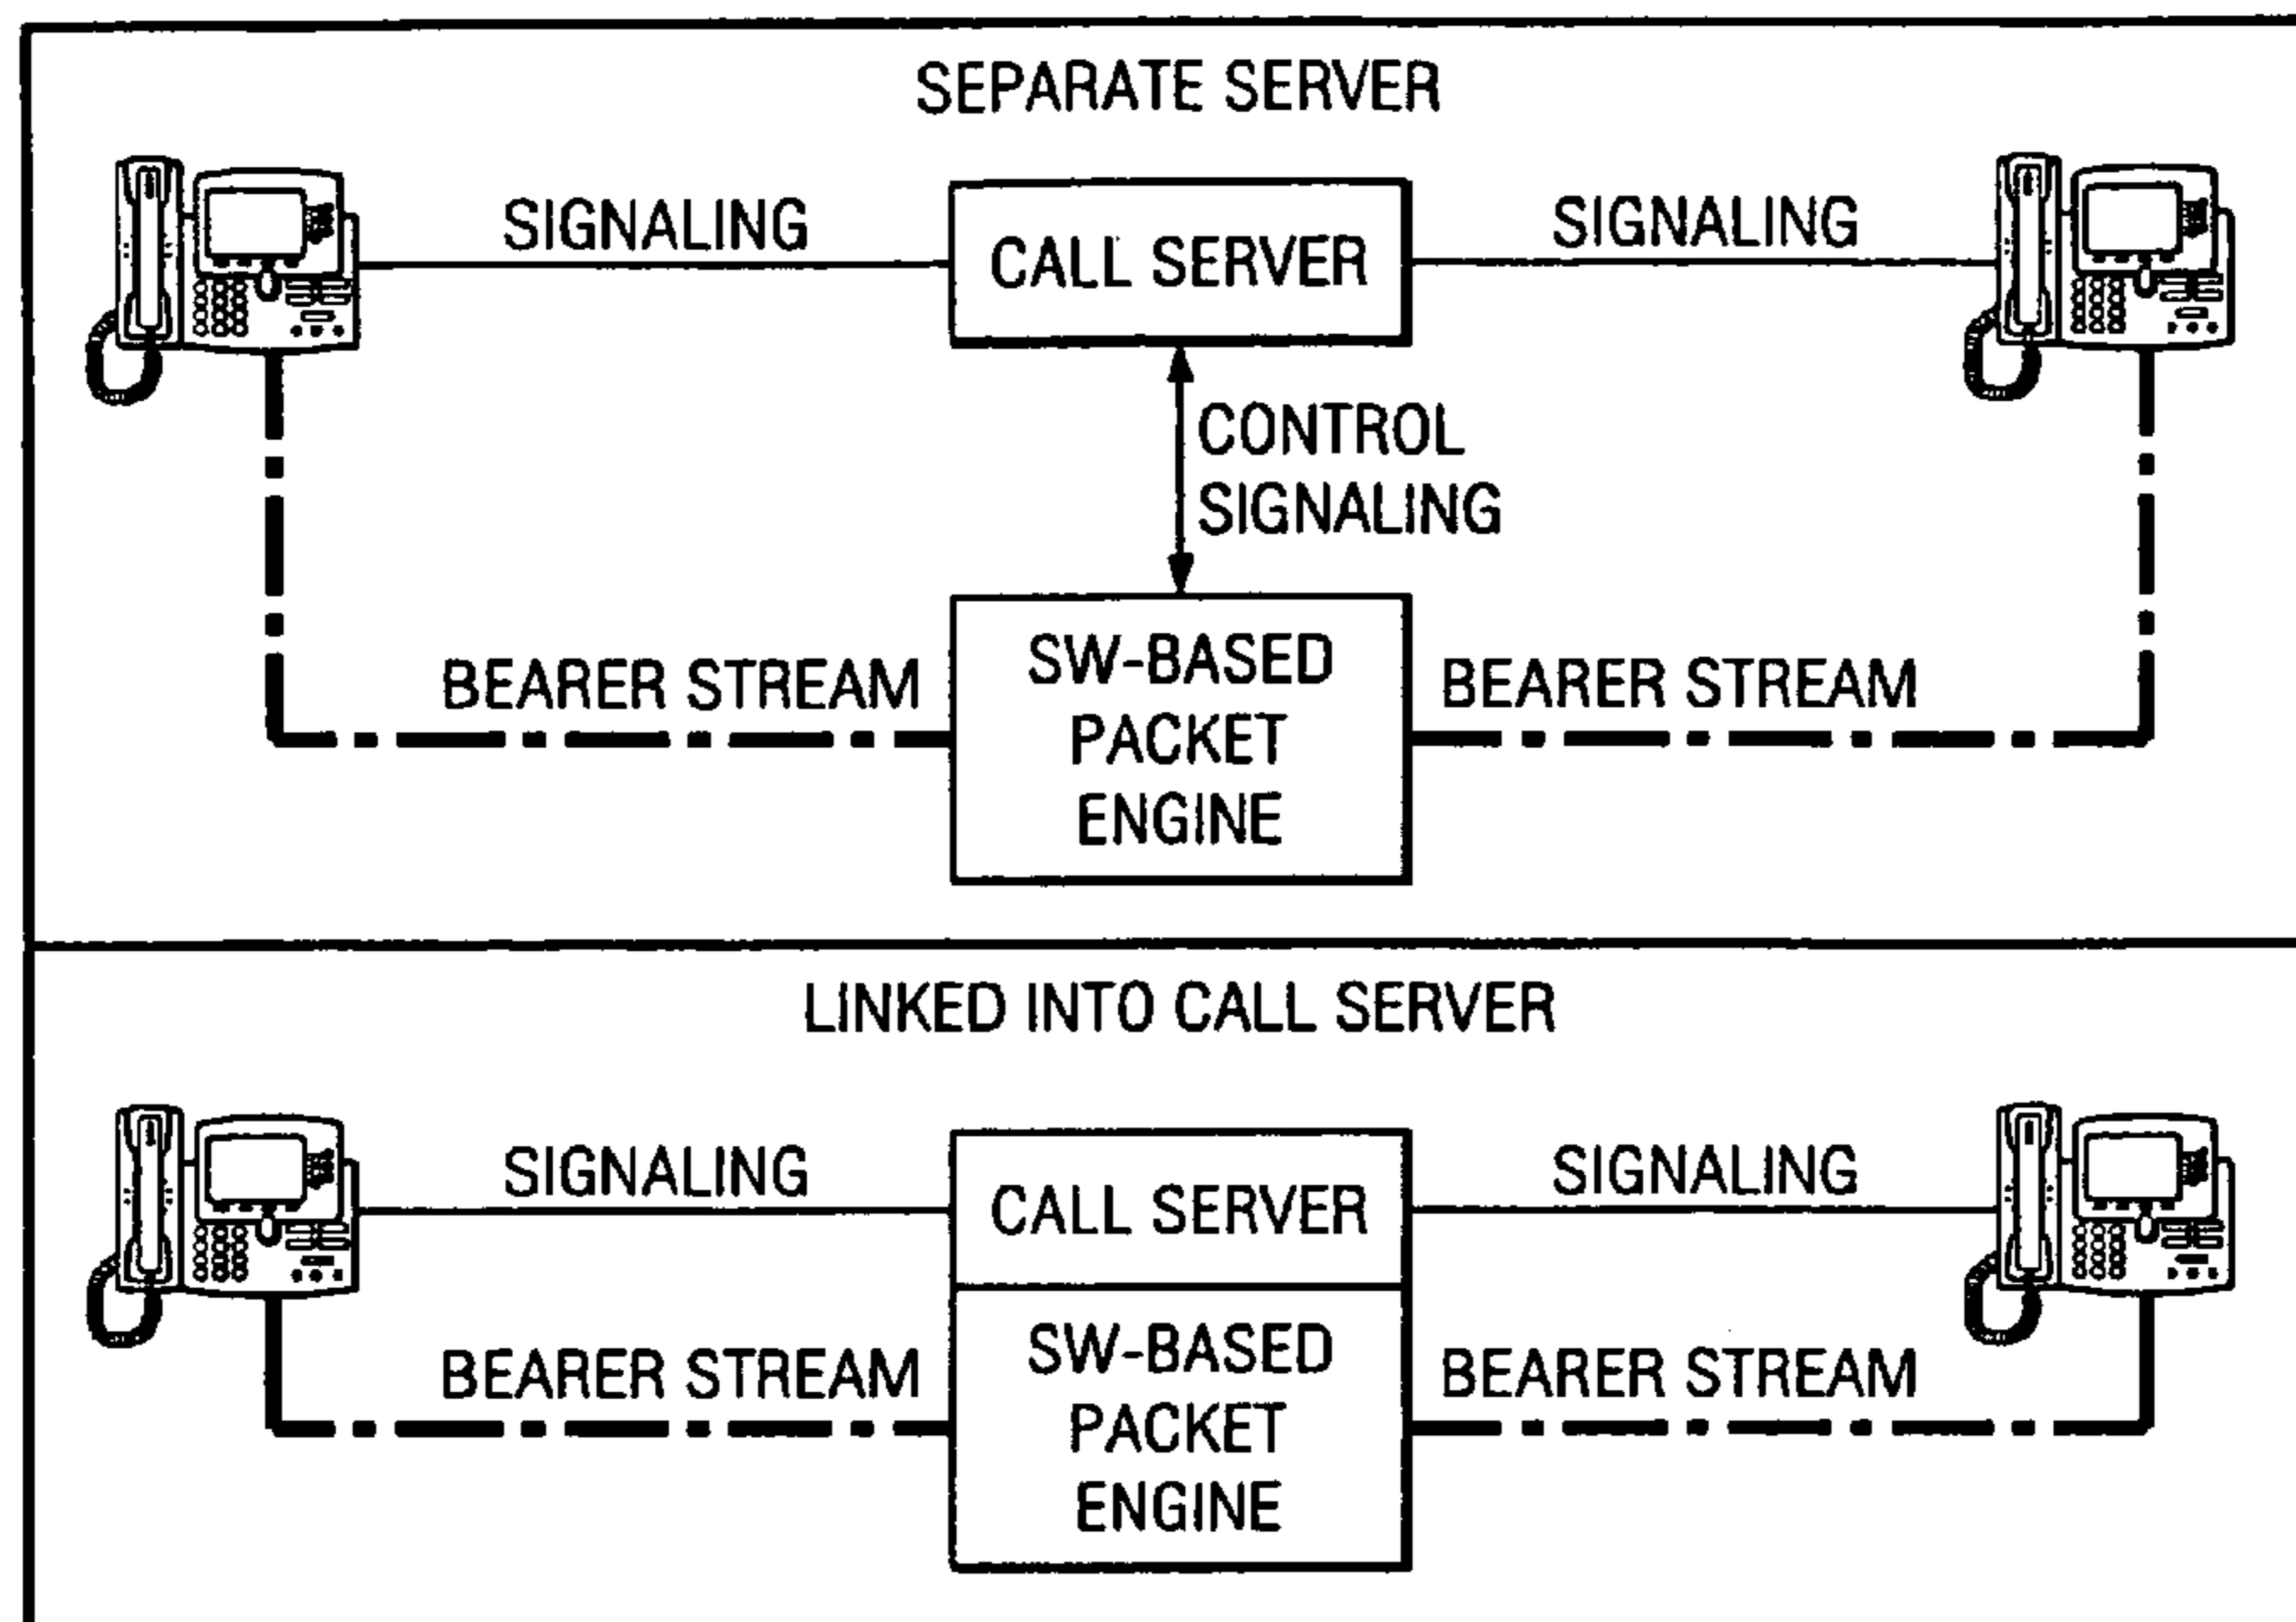 SEPARATE SERVER
SIGNALING
CALL SERVER
SIGNALING
CONTROL
SIGNALING
BEARER STREAM
SW-BASED
PACKET
ENGINE
BEARER STREAM
LINKED INTO CALL SERVER
SIGNALING
CALL SERVER
SIGNALING
BEARER STREAM
SW-BASED
PACKET
ENGINE
BEARER STREAM